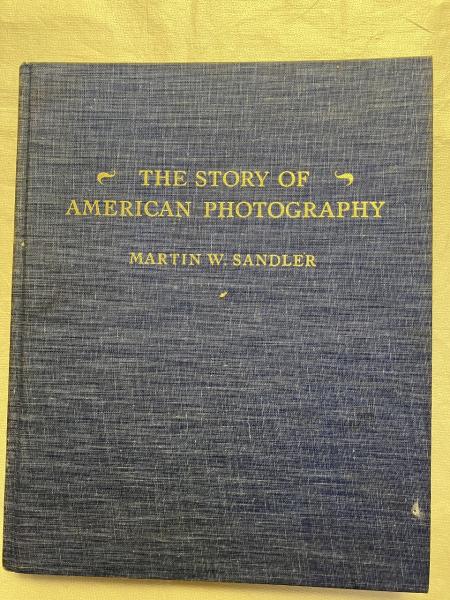 THE STORY OF
AMERICAN PHOTOGRAPHY
MARTIN W. SANDLER